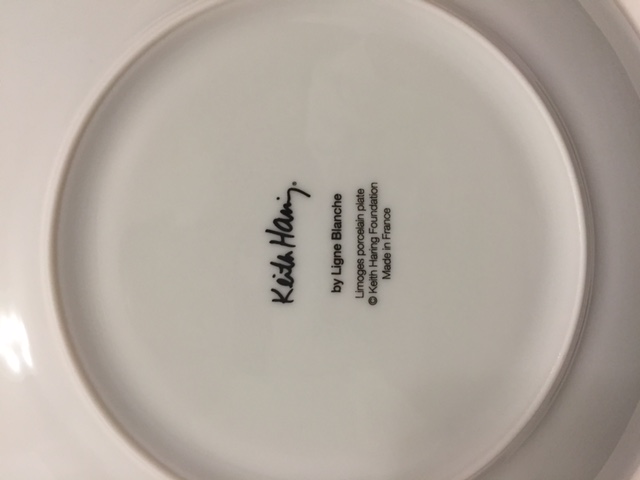 Keith Haring.
by Ligne Blanche
Limoges porcelain plate
© Keith Haring Foundation
Made in France